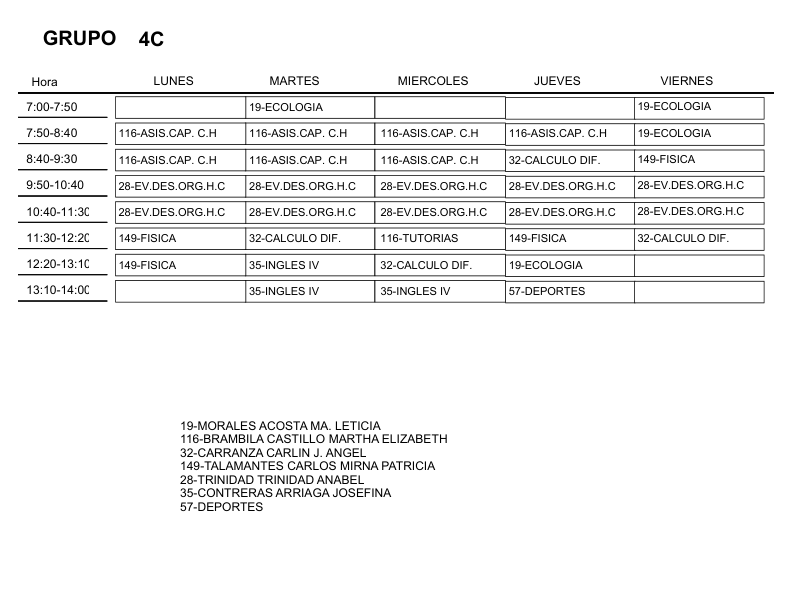 GRUPO 4C
Hora LUNES MARTES MIERCOLES JUEVES VIERNES
7:00-7:50 19-ECOLOGIA 19-ECOLOGIA
7:50-8:40 116-ASIS.CAP. C.H 116-ASIS.CAP. C.H 116-ASIS.CAP. C.H 116-ASIS.CAP. C.H 19-ECOLOGIA
8:40-9:30 116-ASIS.CAP. C.H 116-ASIS.CAP. C.H 116-ASIS.CAP. C.H 32-CALCULO DIF. 149-FISICA
9:50-10:40 28-EV.DES.ORG.H.C 28-EV.DES.ORG.H.C 28-EV.DES.ORG.H.C 28-EV.DES.ORG.H.C 28-EV.DES.ORG.H.C
10:40-11:30 28-EV.DES.ORG.H.C 28-EV.DES.ORG.H.C 28-EV.DES.ORG.H.C 28-EV.DES.ORG.H.C 28-EV.DES.ORG.H.C
11:30-12:20 149-FISICA 32-CALCULO DIF. 116-TUTORIAS 149-FISICA 32-CALCULO DIF.
12:20-13:10 149-FISICA 35-INGLES IV 32-CALCULO DIF. 19-ECOLOGIA
13:10-14:00 35-INGLES IV 35-INGLES IV 57-DEPORTES
19-MORALES ACOSTA MA. LETICIA
116-BRAMBILA CASTILLO MARTHA ELIZABETH
32-CARRANZA CARLIN J. ANGEL
149-TALAMANTES CARLOS MIRNA PATRICIA
28-TRINIDAD TRINIDAD ANABEL
35-CONTRERAS ARRIAGA JOSEFINA
57-DEPORTES